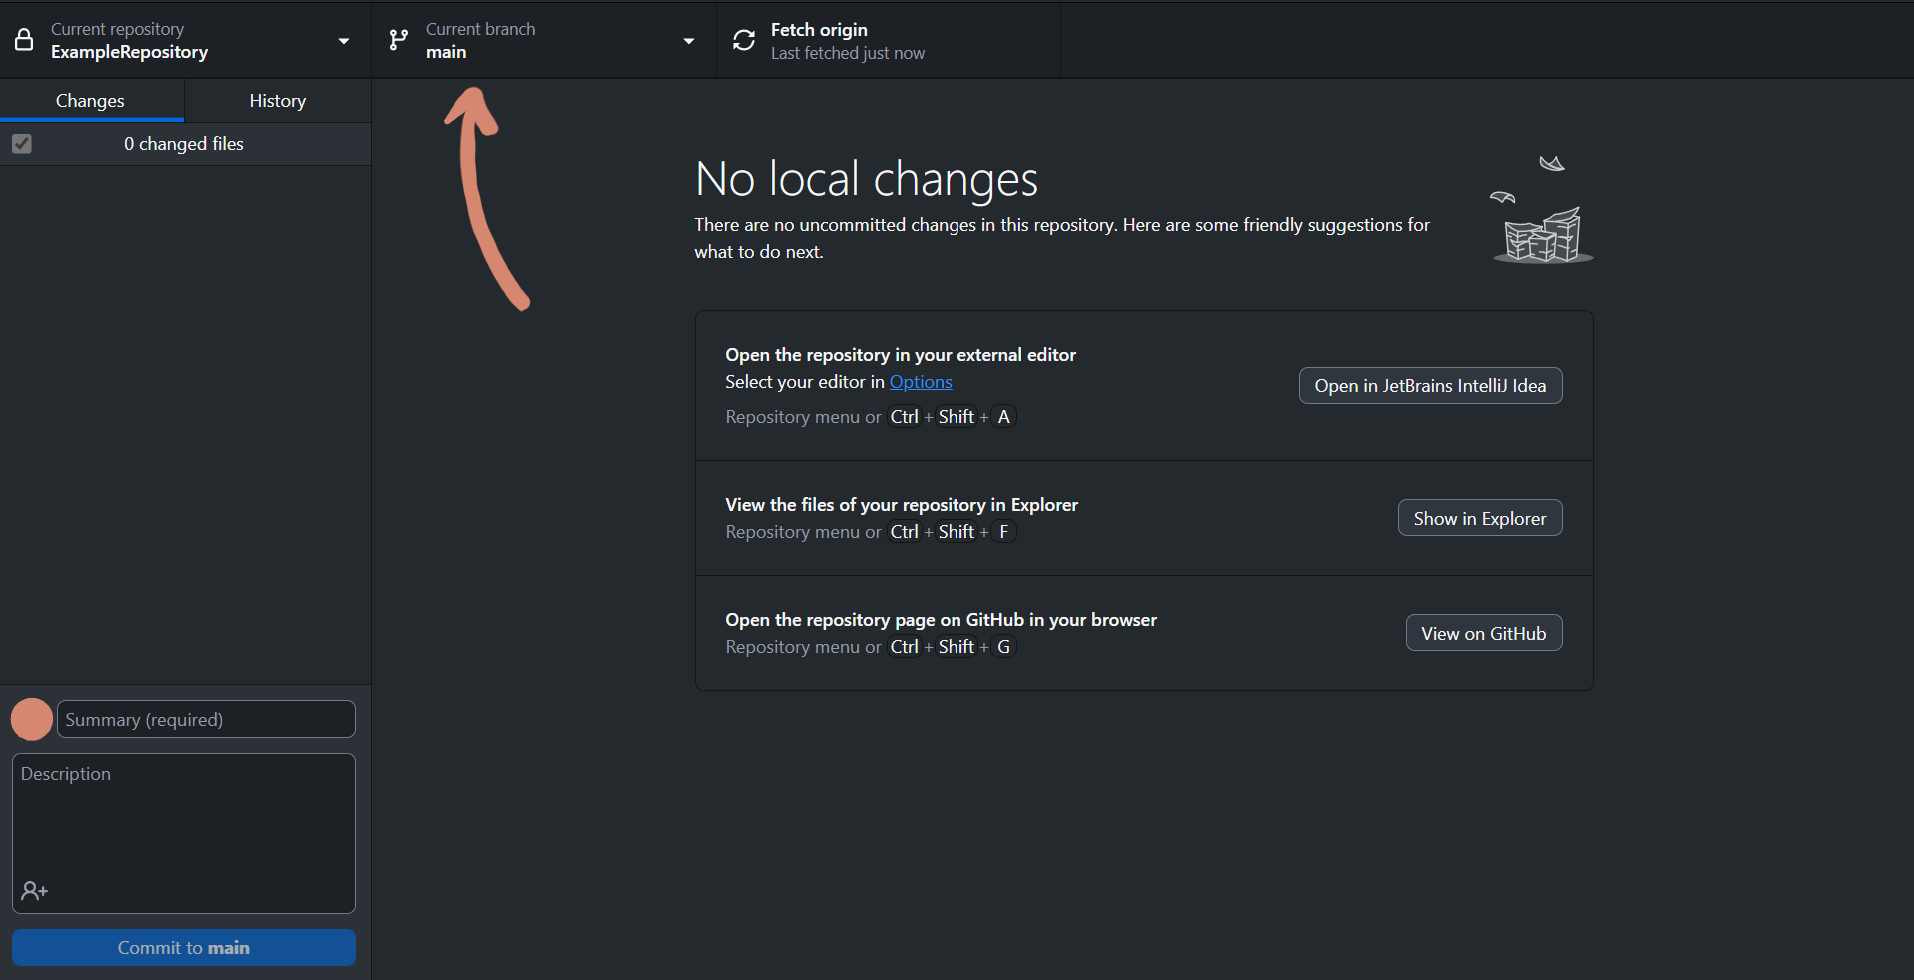 Current repository
ExampleRepository
Current branch
main
Fetch origin
Last fetched just now
Changes
History
0 changed files
No local changes
There are no uncommitted changes in this repository. Here are some friendly suggestions for
what to do next.
Open the repository in your external editor
Select your editor in Options
Repository menu or Ctrl + Shift + A
Open in JetBrains IntelliJ Idea
View the files of your repository in Explorer
Repository menu or Ctrl + Shift + F
Show in Explorer
Open the repository page on GitHub in your browser
Repository menu or Ctrl + Shift + G
View on GitHub
Summary (required)
Description
Commit to main